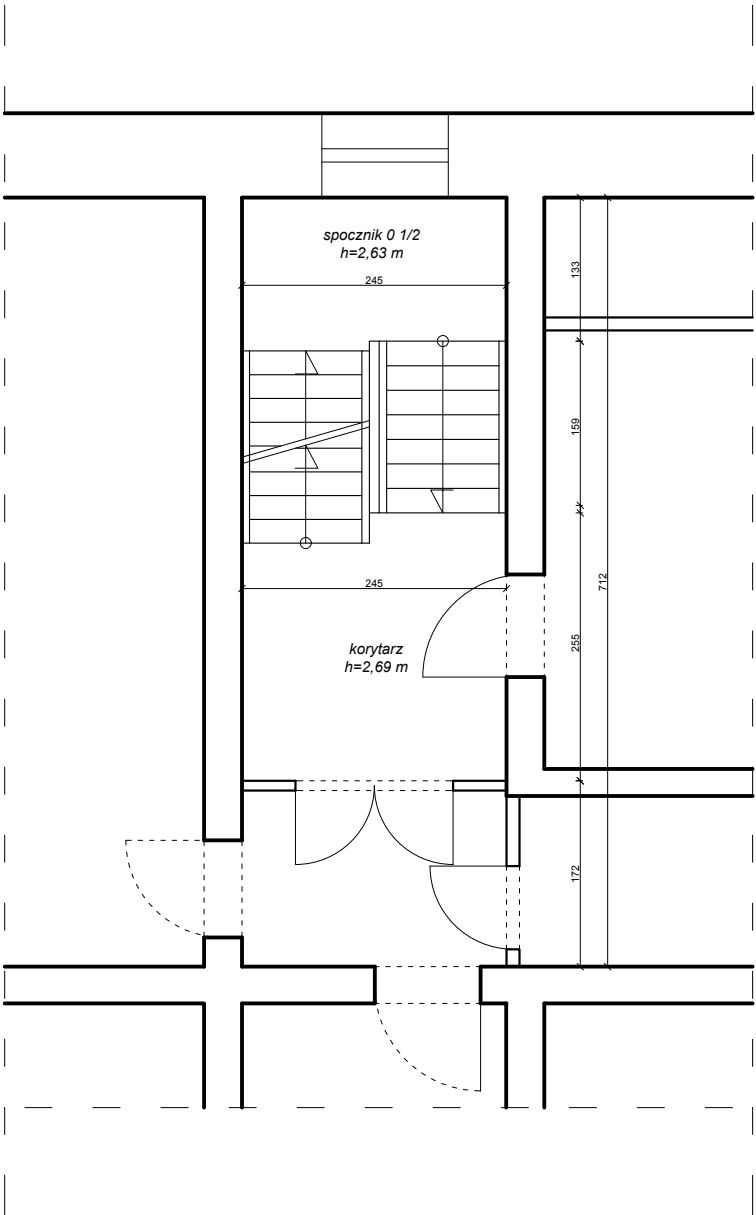 spocznik 0 1/2
h=2,63 m
245
133
159
245
712
255
korytarz
h=2,69 m
172